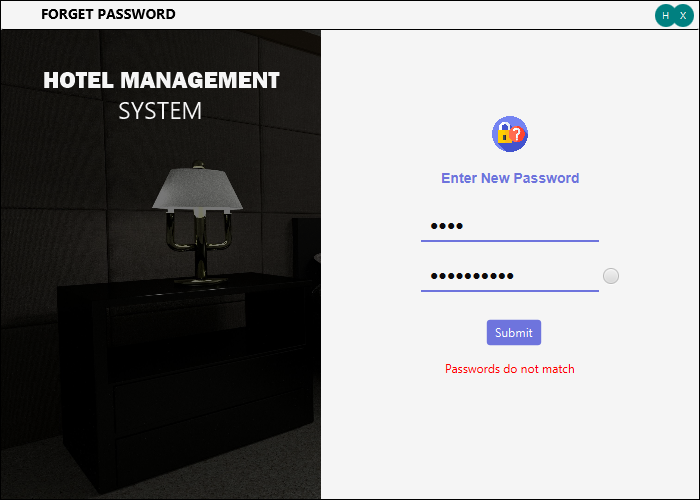 FORGET PASSWORD
H X
HOTEL MANAGEMENT
SYSTEM
?
Enter New Password
●●●●
●●●●●●●●●●
Submit
Passwords do not match